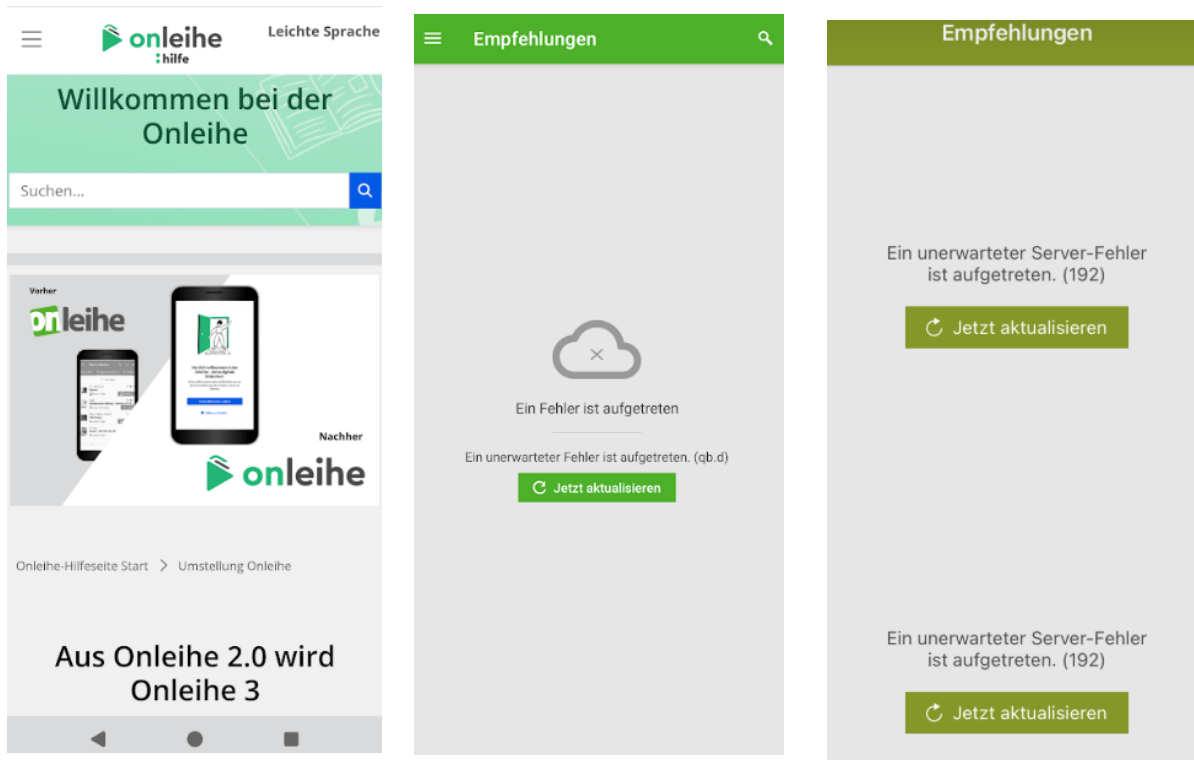 onleihe
:hilfe
Leichte Sprache
Willkommen bei der
Onleihe
Suchen...
Vorher
onleihe
Nachher
onleihe
Onleihe-Hilfeseite Start > Umstellung Onleihe
Aus Onleihe 2.0 wird
Onleihe 3
Empfehlungen
Ein Fehler ist aufgetreten
Ein unerwarteter Fehler ist aufgetreten. (qb.d)
Jetzt aktualisieren
Empfehlungen
Ein unerwarteter Server-Fehler
ist aufgetreten. (192)
Jetzt aktualisieren
Ein unerwarteter Server-Fehler
ist aufgetreten. (192)
Jetzt aktualisieren